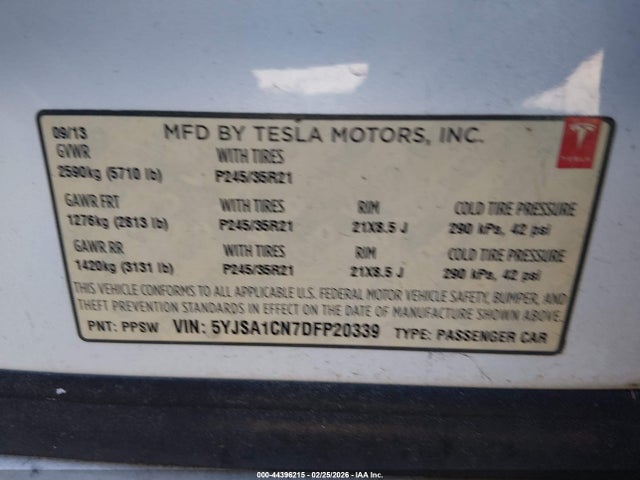 09/13 MFD BY TESLA MOTORS, INC.
TESLA
GVWR WITH TIRES
2590kg (5710 lb) P245/35R21
GAWR FRT WITH TIRES RIM COLD TIRE PRESSURE
1276kg (2813 lb) P245/35R21 21X8.5 J 290 kPs, 42 psi
GAWR RR WITH TIRES RIM COLD TIRE PRESSURE
1420kg (3131 lb) P245/35R21 21X8.5 J 290 kPs, 42 psi
THIS VEHICLE CONFORMS TO ALL APPLICABLE U.S. FEDERAL MOTOR VEHICLE SAFETY, BUMPER, AND
THEFT PREVENTION STANDARDS IN EFFECT ON THE DATE OF MANUFACTURE SHOWN ABOVE.
PNT: PPSW VIN: 5YJSA1CN7DFP20339 TYPE: PASSENGER CAR
000-44396215 - 02/25/2026 - IAA Inc.